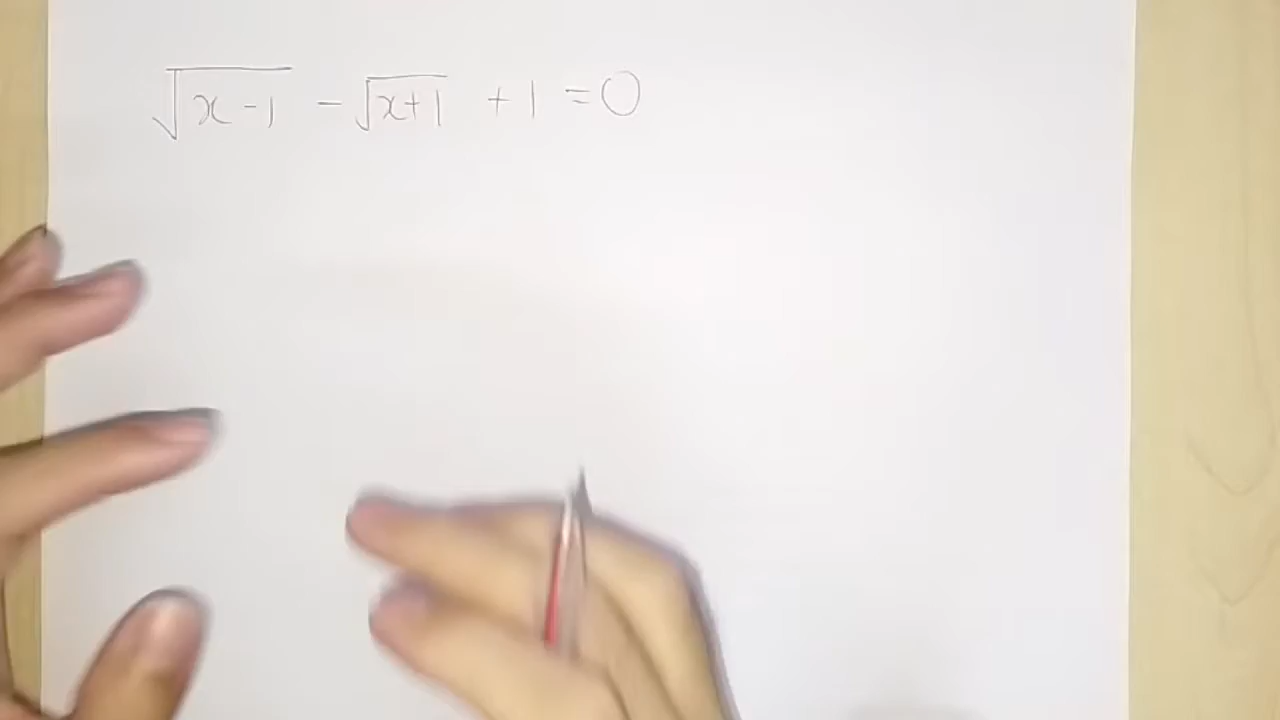 √(x-1) - √(x+1) + 1 = 0